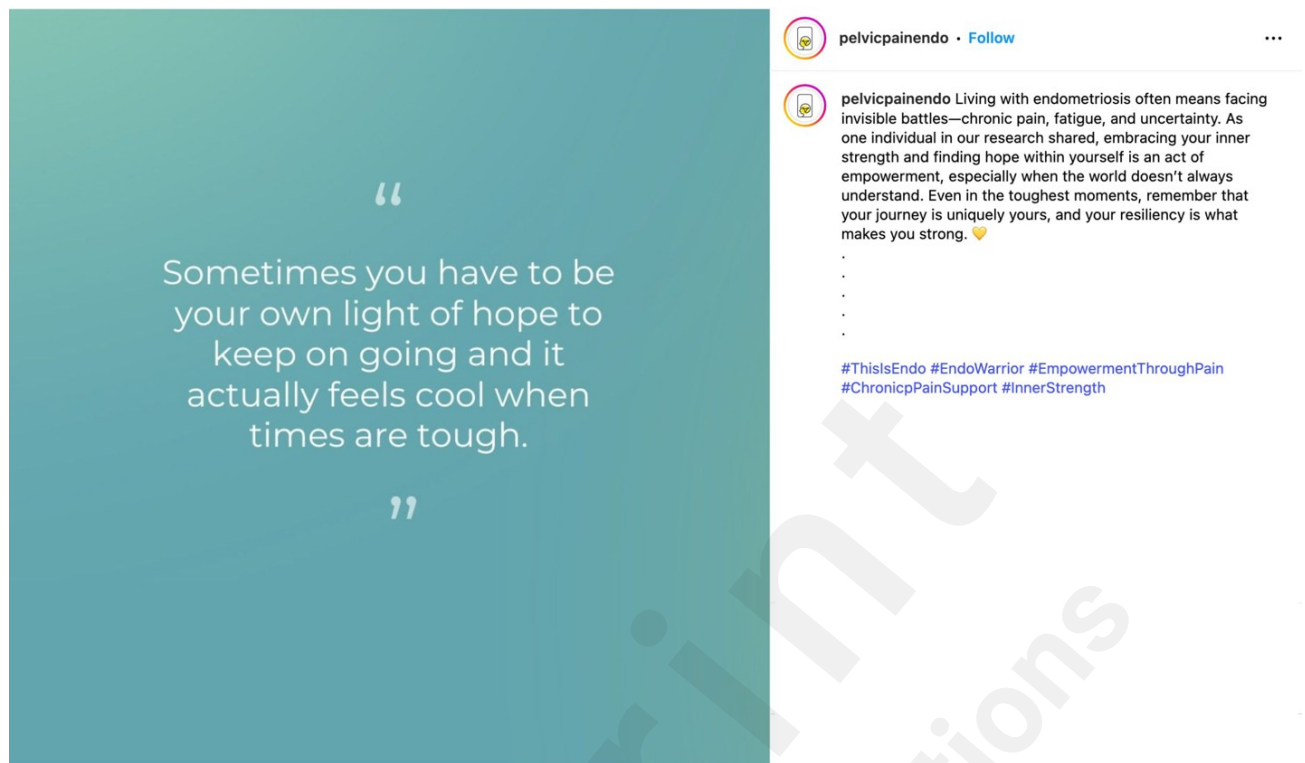 “
Sometimes you have to be
your own light of hope to
keep on going and it
actually feels cool when
times are tough.
”
pelvicpainendo • Follow
...
pelvicpainendo Living with endometriosis often means facing
invisible battles—chronic pain, fatigue, and uncertainty. As
one individual in our research shared, embracing your inner
strength and finding hope within yourself is an act of
empowerment, especially when the world doesn’t always
understand. Even in the toughest moments, remember that
your journey is uniquely yours, and your resiliency is what
makes you strong. 💛
.
.
.
.
.
#ThisIsEndo #EndoWarrior #EmpowermentThroughPain
#ChronicpPainSupport #InnerStrength
rint
tions